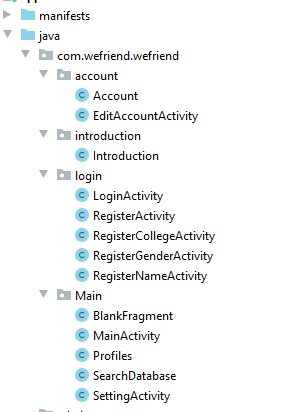 manifests
java
com.wefriend.wefriend
account
Account
EditAccountActivity
introduction
Introduction
login
LoginActivity
RegisterActivity
RegisterCollegeActivity
RegisterGenderActivity
RegisterNameActivity
Main
BlankFragment
MainActivity
Profiles
SearchDatabase
SettingActivity